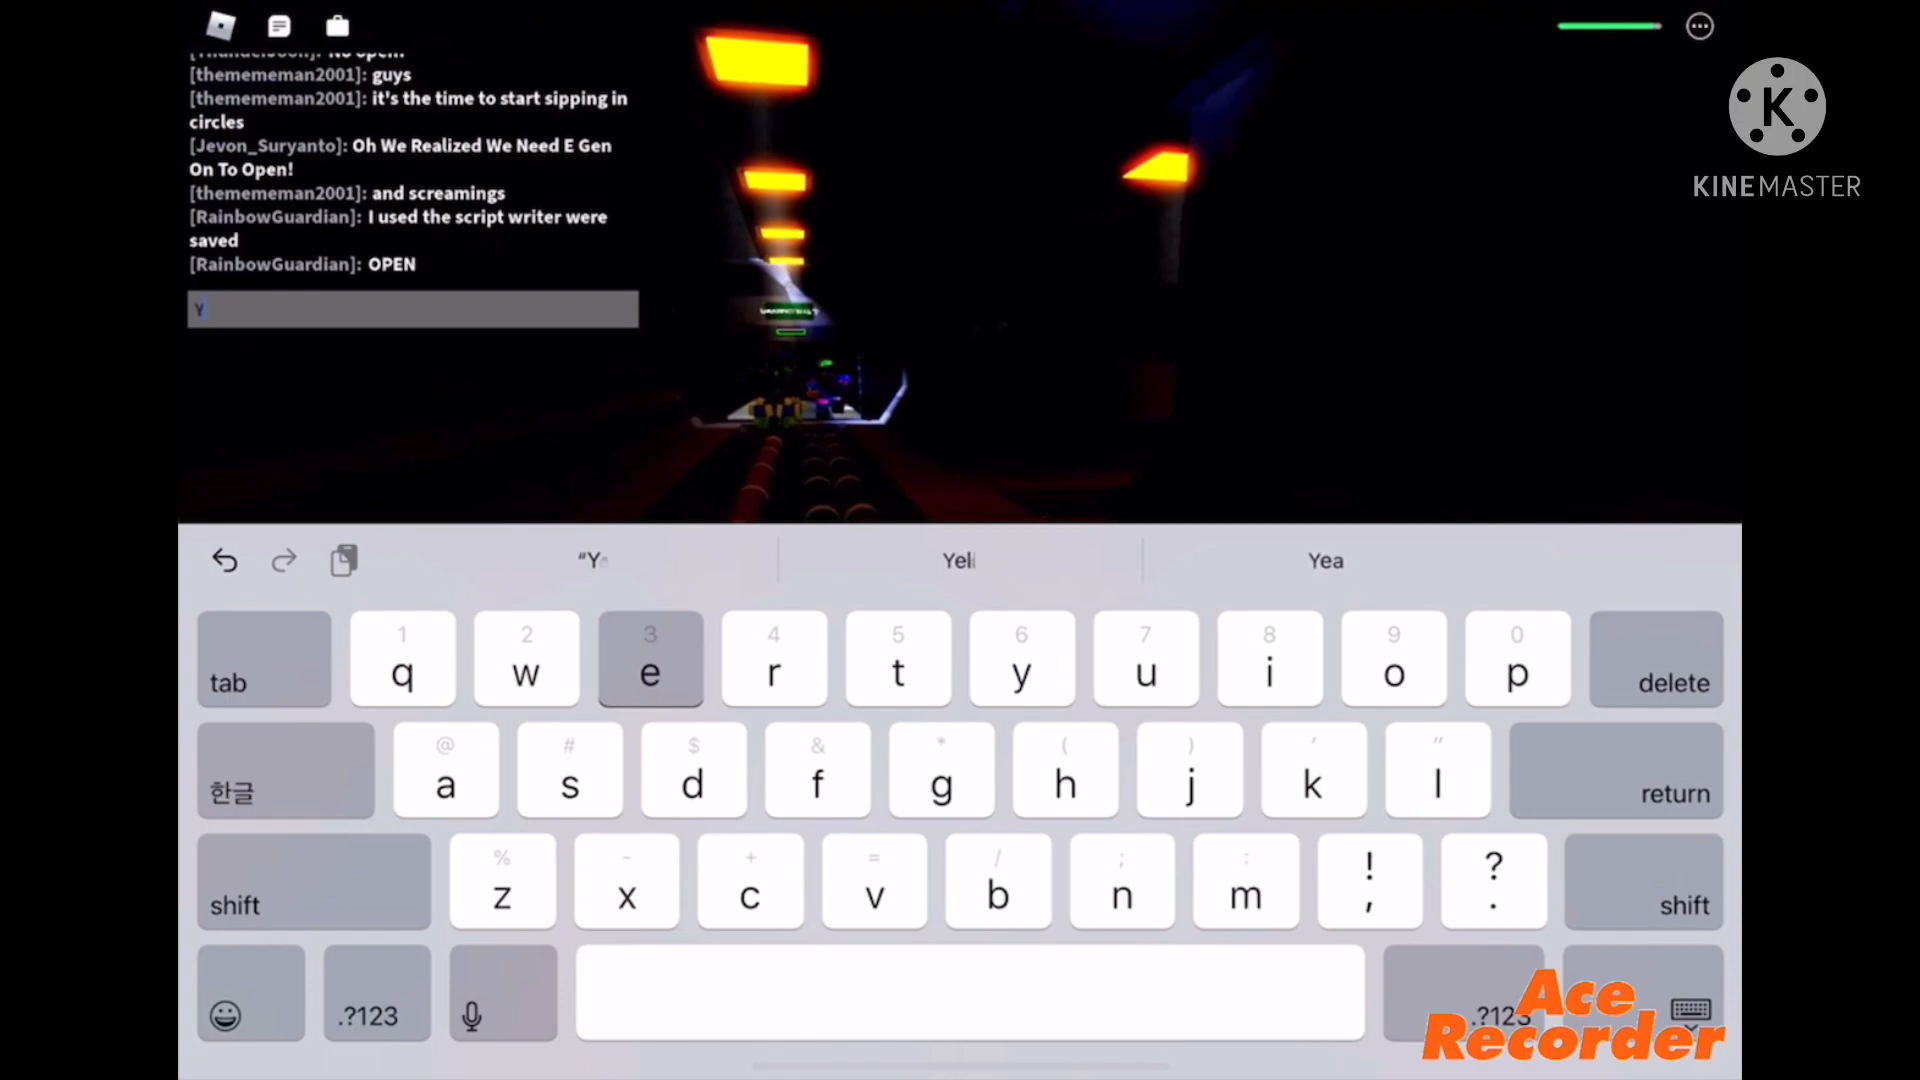 [themememan2001]: guys
[themememan2001]: it's the time to start sipping in
circles
[Jevon_Suryanto]: Oh We Realized We Need E Gen
On To Open!
[themememan2001]: and screamings
[RainbowGuardian]: I used the script writer were
saved
[RainbowGuardian]: OPEN
Y
K
KINEMASTER
"Y Yel Yea
tab 1 q 2 w 3 e 4 r 5 t 6 y 7 u 8 i 9 o 0 p delete
한글 @ a # s $ d & f * g ( h ) j ' k " l return
shift % z - x + c = v / b ; n : m ! , ? . shift
.?123 .?123
Ace
Recorder